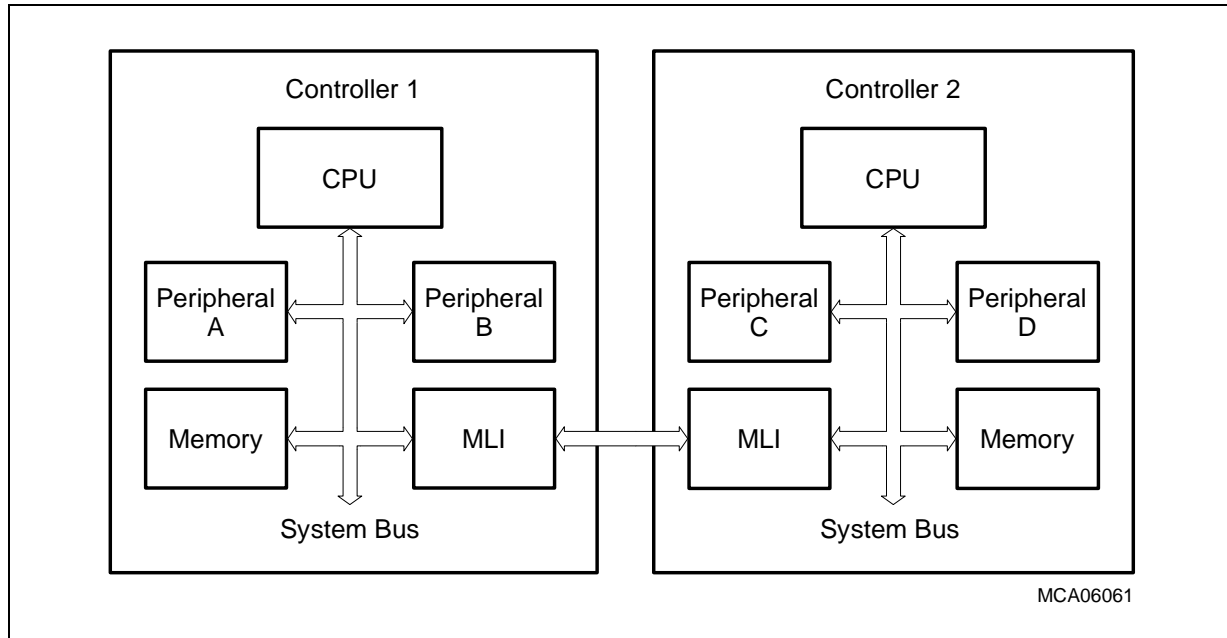 Controller 1
CPU
Peripheral
A
Peripheral
B
Memory
MLI
System Bus
Controller 2
CPU
Peripheral
C
Peripheral
D
MLI
Memory
System Bus
MCA06061